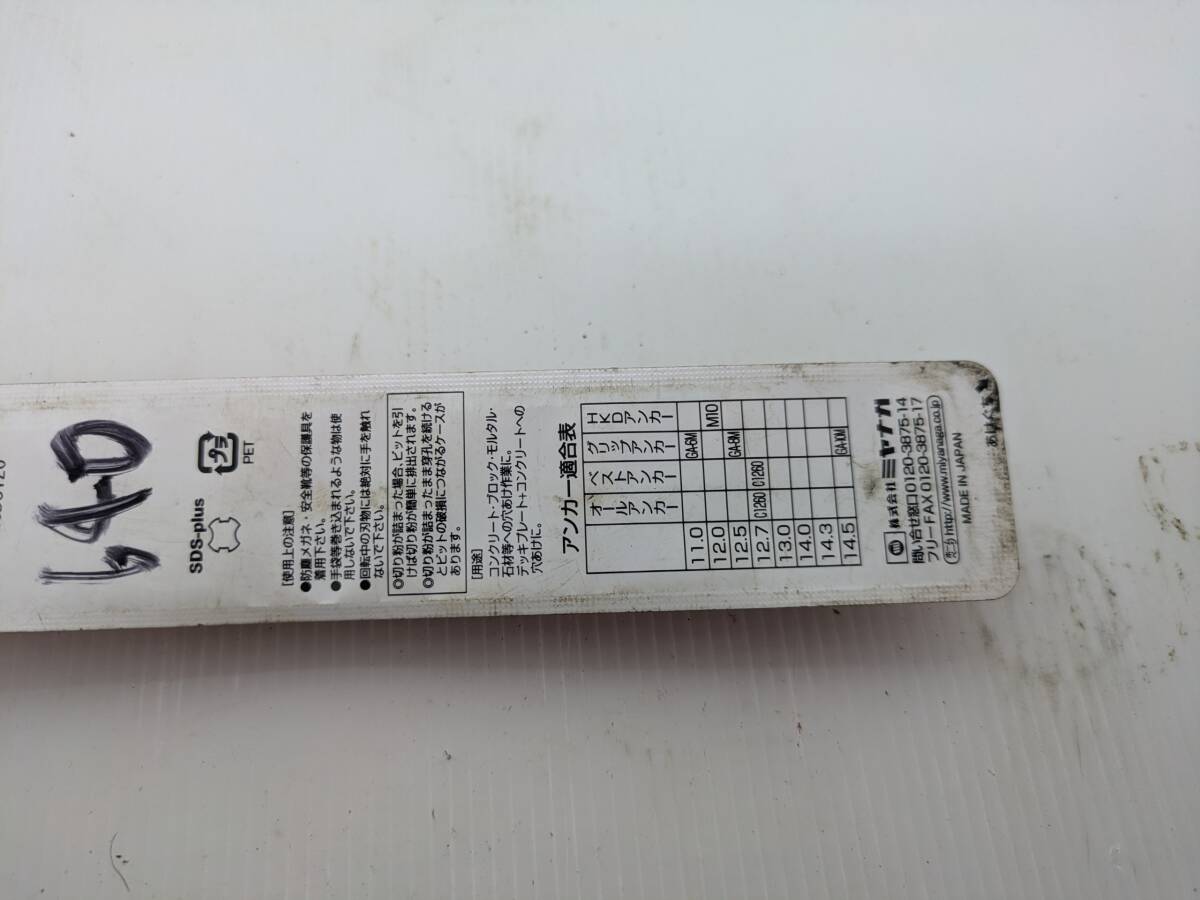 SDS-plus
プラ
PET
[使用上の注意]
●防塵メガネ・安全靴等の保護具を
着用下さい。
●手袋等巻き込まれるような物は使
用しないで下さい。
●回転中の刃物には絶対に手を触れ
ないで下さい。
◎切り粉が詰まった場合、ビットを引
けば切り粉が簡単に排出されます。
◎切り粉が詰まったまま穿孔を続ける
とビットの破損につながるケースが
あります。
[用途]
コンクリート・ブロック・モルタル・
石材等への穴あけ作業に。
デッキプレート+コンクリートへの
穴あけに。
アンカー適合表
オールアンカー ベストアンカー グリップアンカー HKDアンカー
11.0 GA-6M
12.0 M10
12.5 GA-8M
12.7 C1260 C1260
13.0
14.0
14.3
14.5 GA-10M
株式会社ミヤナガ
問い合せ窓口0120-3875-14
フリーFAX 0120-3875-17
http://www.miyanaga.co.jp
MADE IN JAPAN